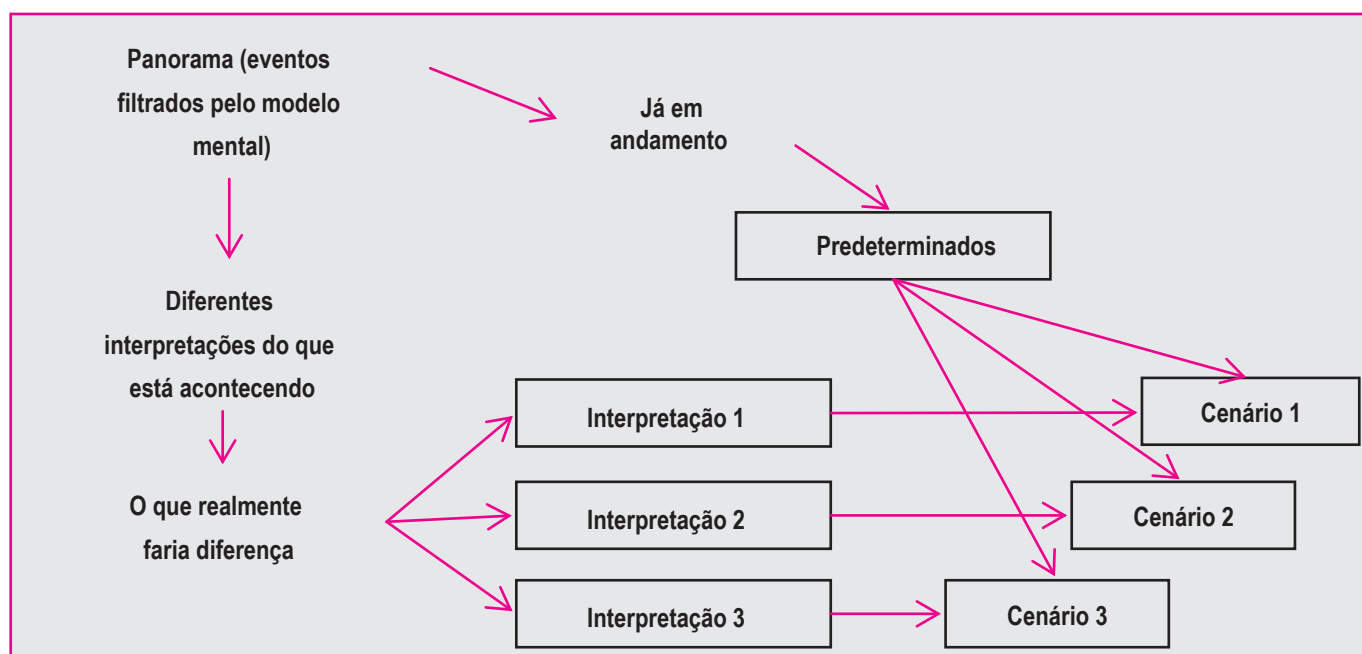 Panorama (eventos
filtrados pelo modelo
mental)
Já em
andamento
Predeterminados
Diferentes
interpretações do que
está acontecendo
Interpretação 1
Cenário 1
O que realmente
faria diferença
Interpretação 2
Cenário 2
Interpretação 3
Cenário 3